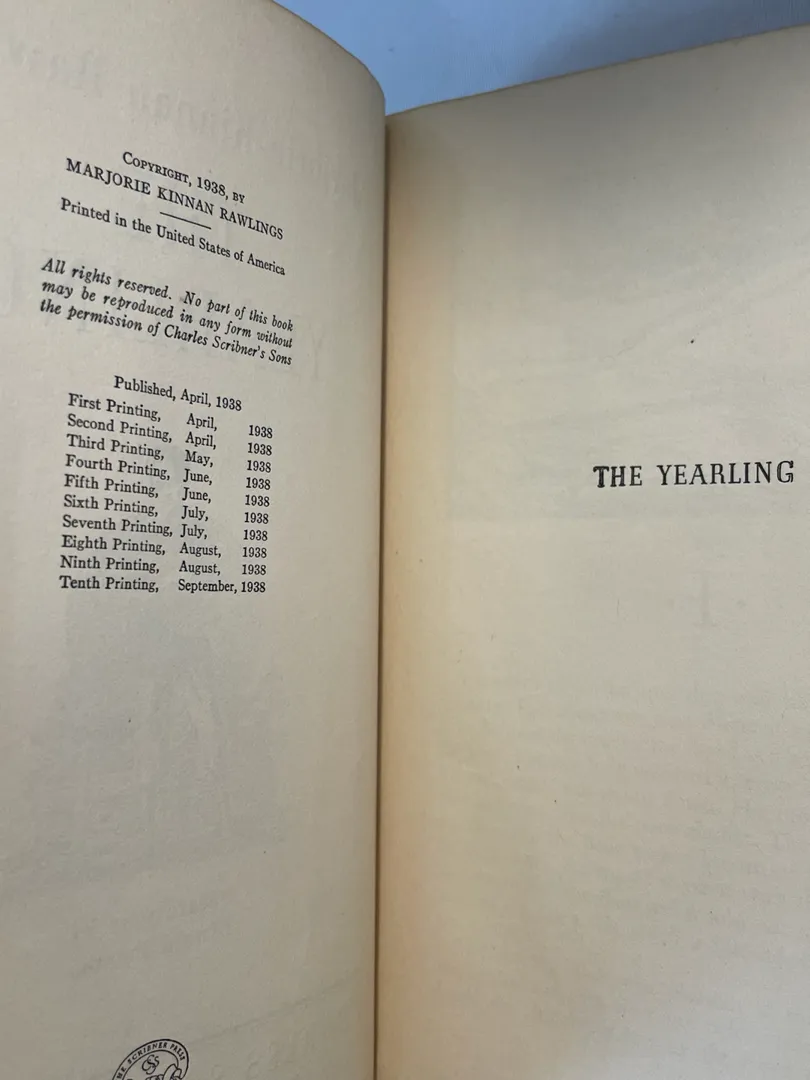 COPYRIGHT, 1938, BY
MARJORIE KINNAN RAWLINGS
Printed in the United States of America
All rights reserved. No part of this book
may be reproduced in any form without
the permission of Charles Scribner's Sons
Published, April, 1938
First Printing, April, 1938
Second Printing, April, 1938
Third Printing, May, 1938
Fourth Printing, June, 1938
Fifth Printing, June, 1938
Sixth Printing, July, 1938
Seventh Printing, July, 1938
Eighth Printing, August, 1938
Ninth Printing, August, 1938
Tenth Printing, September, 1938
THE SCRIBNER PRESS
CSS
THE YEARLING